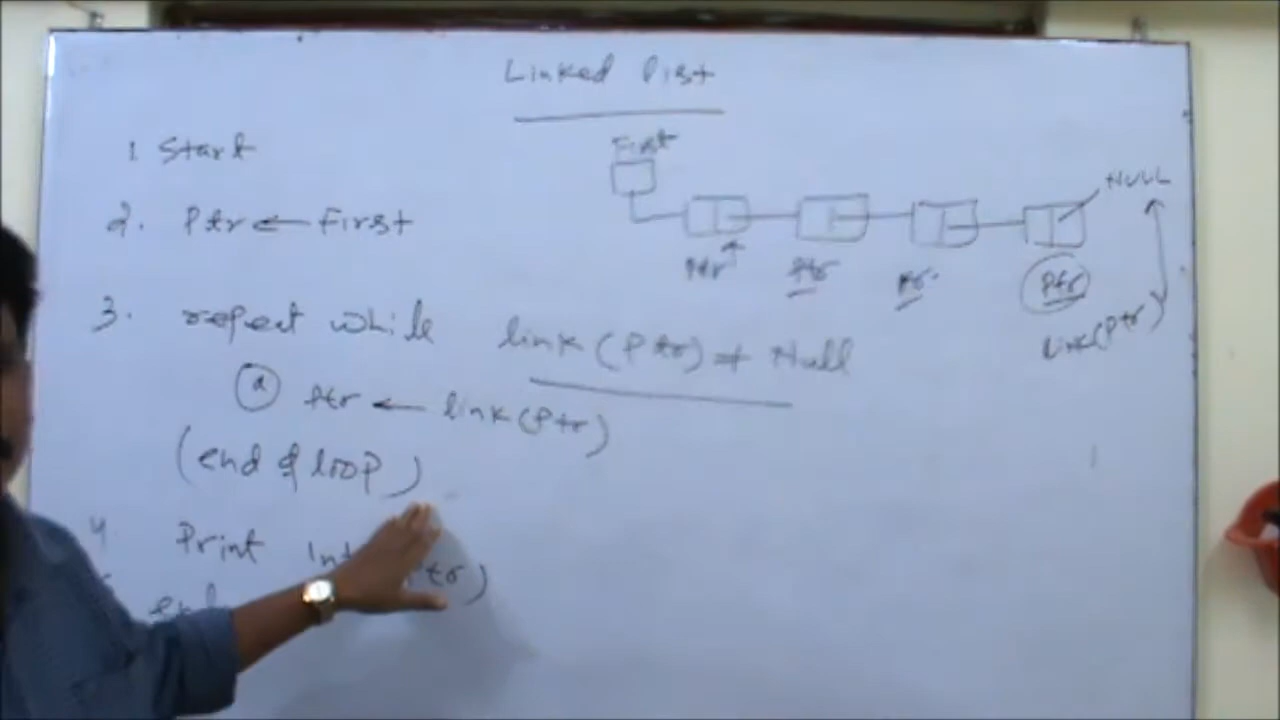 Linked list
1. Start
2. Ptr ← First
3. repeat while link(Ptr) ≠ Null
(a) Ptr ← link(Ptr)
(end of loop)
4. Print
Ptr)
First
NULL
Ptr Ptr Ptr Ptr
Link(Ptr)